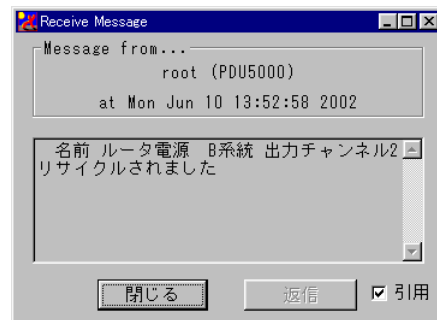 Receive Message
Message from...
root (PDU5000)
at Mon Jun 10 13:52:58 2002
名前 ルータ電源 B系統 出力チャンネル2
リサイクルされました
閉じる
返信
引用